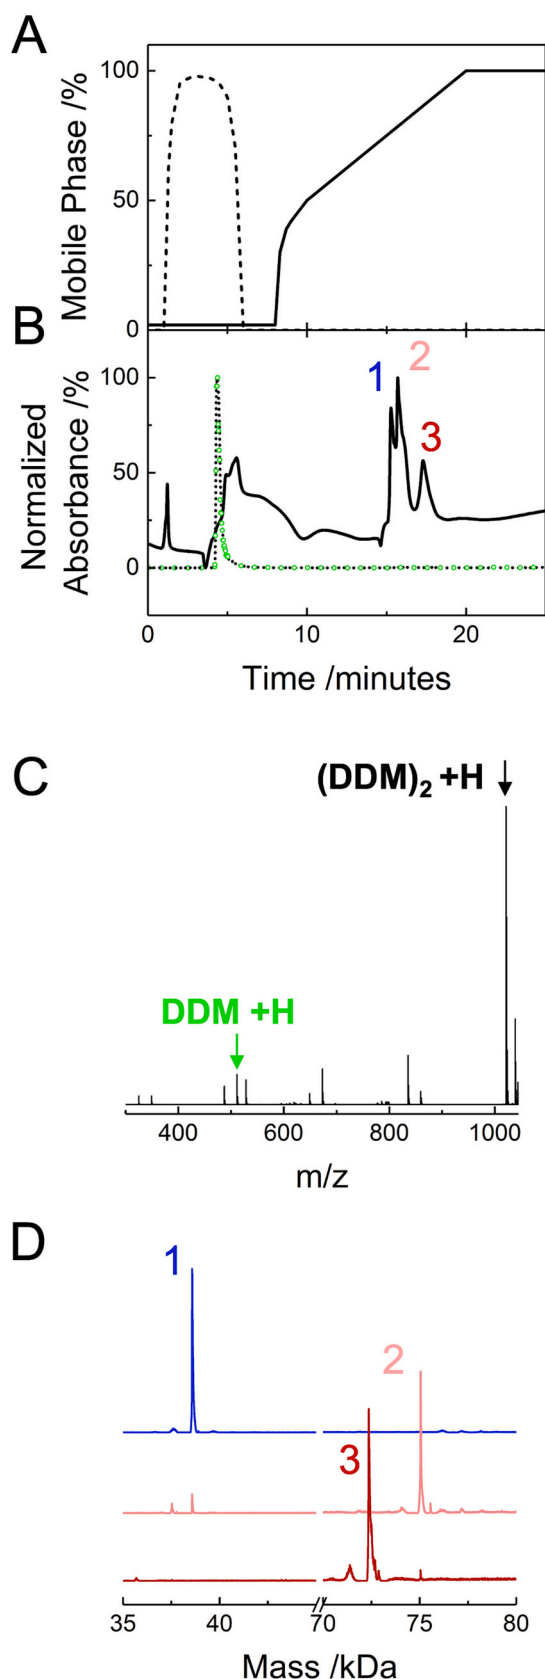 A
Mobile Phase /%
100
50
0
B
Normalized
Absorbance /%
100
50
0
1
2
3
0
10
20
Time /minutes
C
(DDM)₂ +H
DDM +H
400
600
800
1000
m/z
D
1
2
3
35
40
70
75
80
Mass /kDa